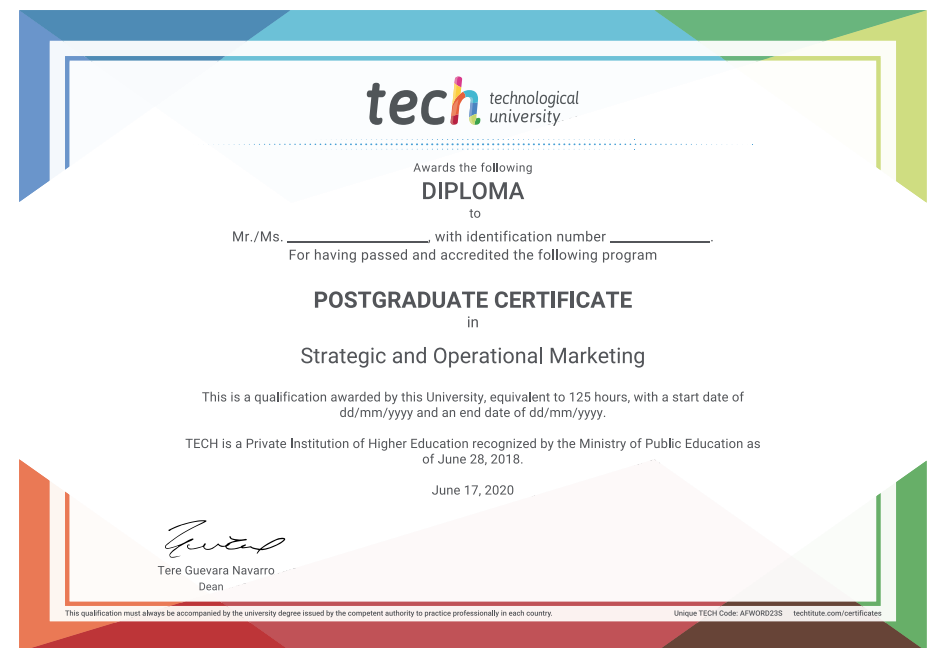 tech technological
university
Awards the following
DIPLOMA
to
Mr./Ms. ____________, with identification number ____________.
For having passed and accredited the following program
POSTGRADUATE CERTIFICATE
in
Strategic and Operational Marketing
This is a qualification awarded by this University, equivalent to 125 hours, with a start date of
dd/mm/yyyy and an end date of dd/mm/yyyy.
TECH is a Private Institution of Higher Education recognized by the Ministry of Public Education as
of June 28, 2018.
June 17, 2020
Tere Guevara Navarro
Dean
This qualification must always be accompanied by the university degree issued by the competent authority to practice professionally in each country.
Unique TECH Code: AFWORD23S techtitute.com/certificates